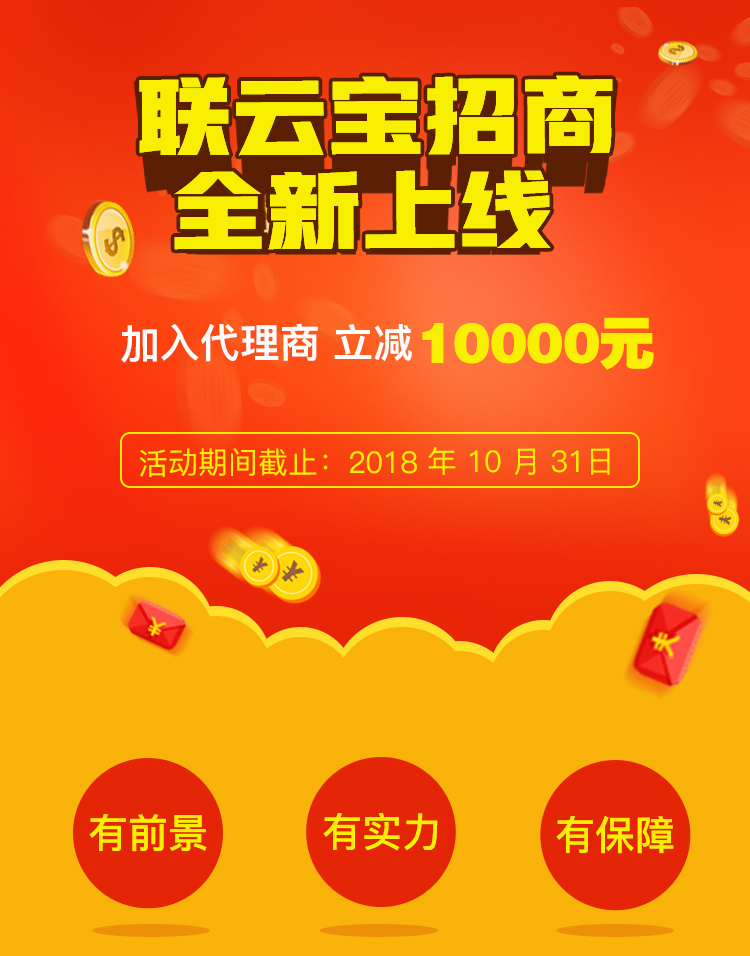 联云宝招商
全新上线
加入代理商 立减10000元
活动期间截止：2018 年 10 月 31日
有前景
有实力
有保障